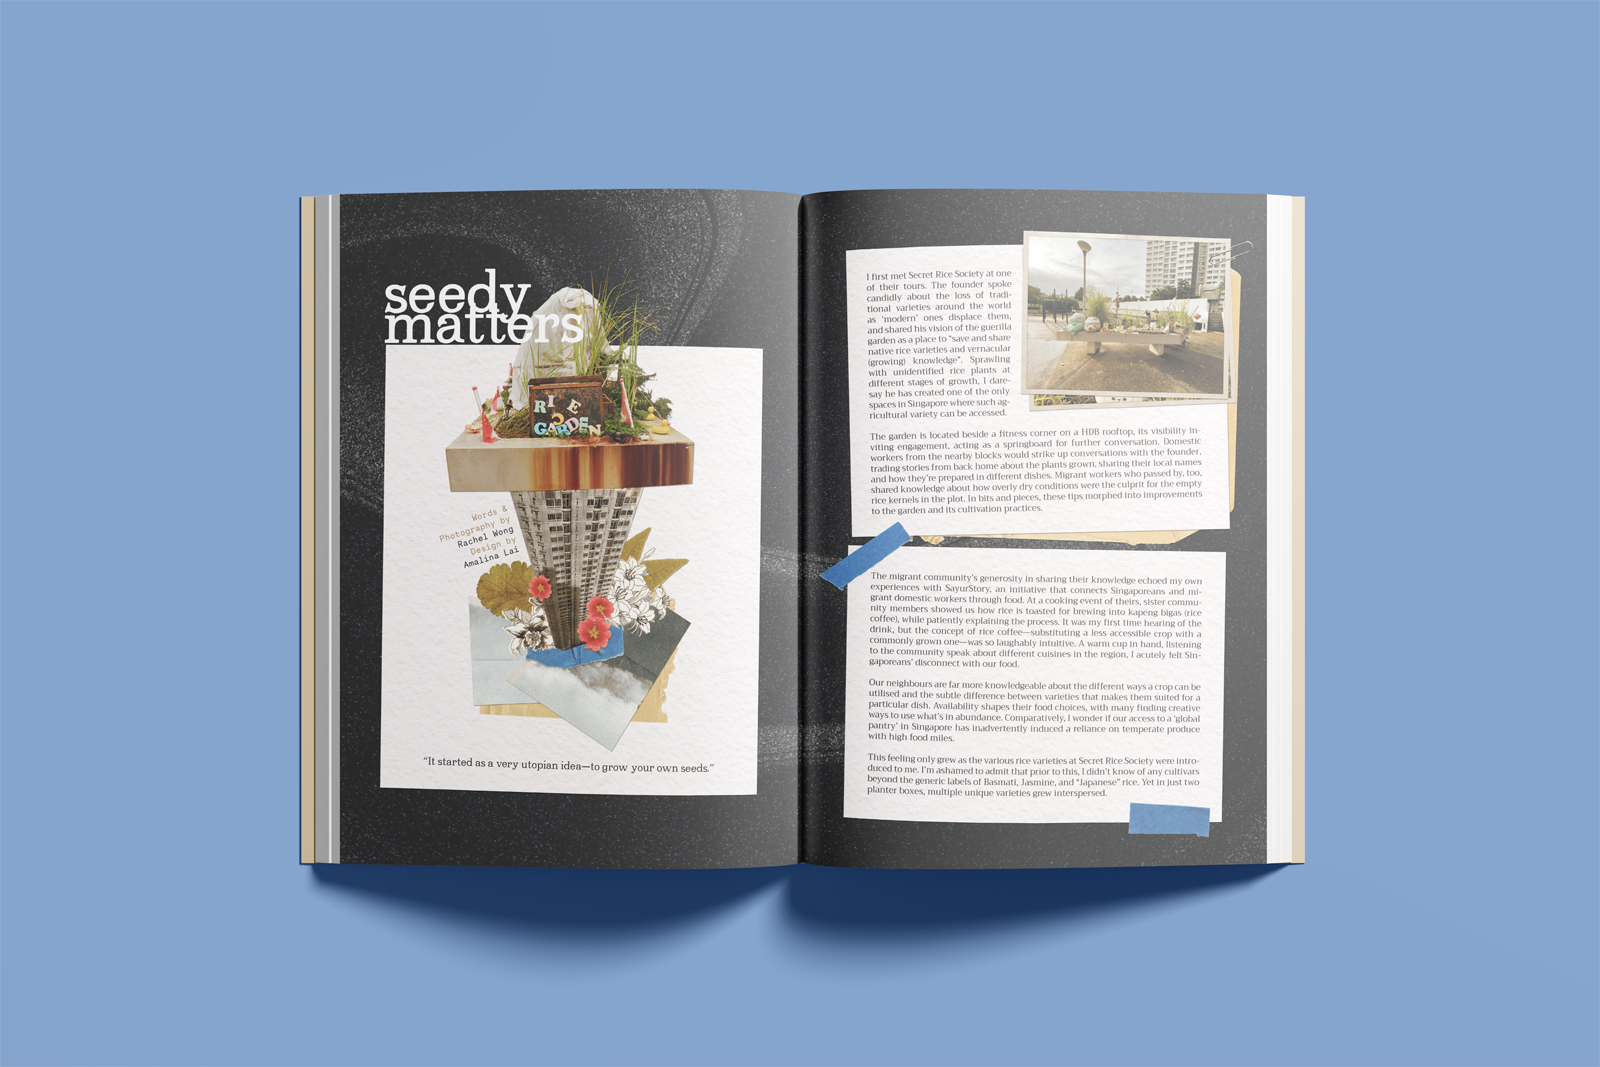 seedy
matters
RICE
GARDEN
Words &
Photography by
Rachel Wong
Design by
Amalina Lai
“It started as a very utopian idea—to grow your own seeds.”
I first met Secret Rice Society at one
of their tours. The founder spoke
candidly about the loss of tradi-
tional varieties around the world
as ‘modern’ ones displace them,
and shared his vision of the guerilla
garden as a place to “save and share
native rice varieties and vernacular
(growing) knowledge”. Sprawling
with unidentified rice plants at
different stages of growth, I dare-
say he has created one of the only
spaces in Singapore where such ag-
ricultural variety can be accessed.
The garden is located beside a fitness corner on a HDB rooftop, its visibility in-
viting engagement, acting as a springboard for further conversation. Domestic
workers from the nearby blocks would strike up conversations with the founder,
trading stories from back home about the plants grown, sharing their local names
and how they’re prepared in different dishes. Migrant workers who passed by, too,
shared knowledge about how overly dry conditions were the culprit for the empty
rice kernels in the plot. In bits and pieces, these tips morphed into improvements
to the garden and its cultivation practices.
The migrant community’s generosity in sharing their knowledge echoed my own
experiences with SayurStory, an initiative that connects Singaporeans and mi-
grant domestic workers through food. At a cooking event of theirs, sister commu-
nity members showed us how rice is toasted for brewing into kapeng bigas (rice
coffee), while patiently explaining the process. It was my first time hearing of the
drink, but the concept of rice coffee—substituting a less accessible crop with a
commonly grown one—was so laughably intuitive. A warm cup in hand, listening
to the community speak about different cuisines in the region, I acutely felt Sin-
gaporeans’ disconnect with our food.
Our neighbours are far more knowledgeable about the different ways a crop can be
utilised and the subtle difference between varieties that makes them suited for a
particular dish. Availability shapes their food choices, with many finding creative
ways to use what’s in abundance. Comparatively, I wonder if our access to a ‘global
pantry’ in Singapore has inadvertently induced a reliance on temperate produce
with high food miles.
This feeling only grew as the various rice varieties at Secret Rice Society were intro-
duced to me. I’m ashamed to admit that prior to this, I didn’t know of any cultivars
beyond the generic labels of Basmati, Jasmine, and “Japanese” rice. Yet in just two
planter boxes, multiple unique varieties grew interspersed.